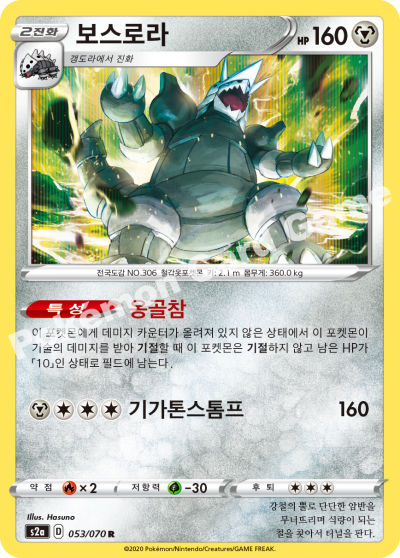 2진화
보스로라
HP 160
갱도라에서 진화
전국도감 NO.306 철갑옷포켓몬 키: 2.1 m 몸무게: 360.0 kg
특성 옹골참
이 포켓몬에게 데미지 카운터가 올려져 있지 않은 상태에서 이 포켓몬이
기술의 데미지를 받아 기절할 때 이 포켓몬은 기절하지 않고 남은 HP가
「10」인 상태로 필드에 남는다.
기가톤스톰프 160
약점 ×2 저항력 -30 후퇴
Illus. Hasuno
s2a D 053/070 R
강철의 뿔로 단단한 암반을
무너뜨리며 식량이 되는
철을 찾아서 터널을 판다.
©2020 Pokémon/Nintendo/Creatures/GAME FREAK.
Pokémon Card Game